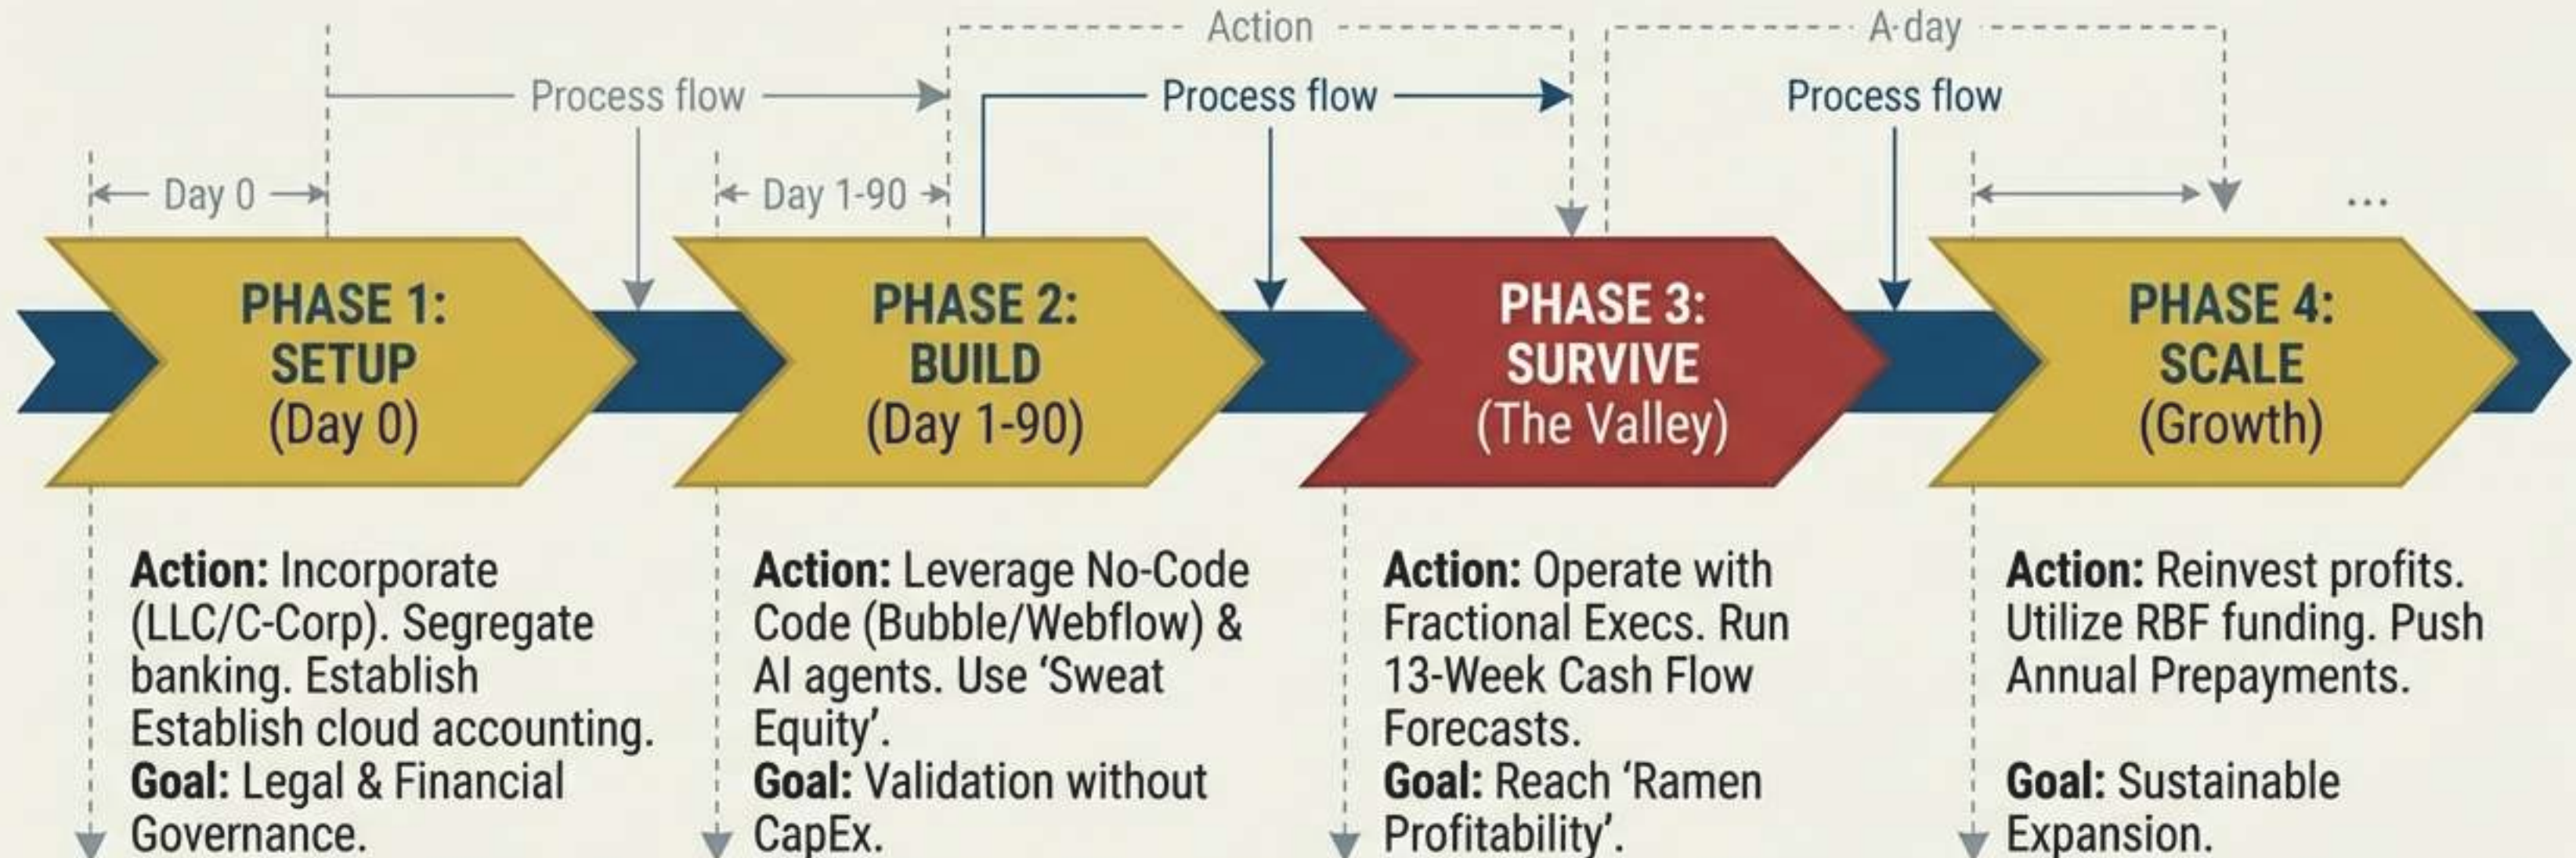 Action
A day
Process flow
Process flow
Process flow
Day 0
Day 1-90
...
PHASE 1:
SETUP
(Day 0)
PHASE 2:
BUILD
(Day 1-90)
PHASE 3:
SURVIVE
(The Valley)
PHASE 4:
SCALE
(Growth)
Action: Incorporate
(LLC/C-Corp). Segregate
banking. Establish
Establish cloud accounting.
Goal: Legal & Financial
Governance.
Action: Leverage No-Code
Code (Bubble/Webflow) &
AI agents. Use ‘Sweat
Equity’.
Goal: Validation without
CapEx.
Action: Operate with
Fractional Execs. Run
13-Week Cash Flow
Forecasts.
Goal: Reach ‘Ramen
Profitability’.
Action: Reinvest profits.
Utilize RBF funding. Push
Annual Prepayments.
Goal: Sustainable
Expansion.